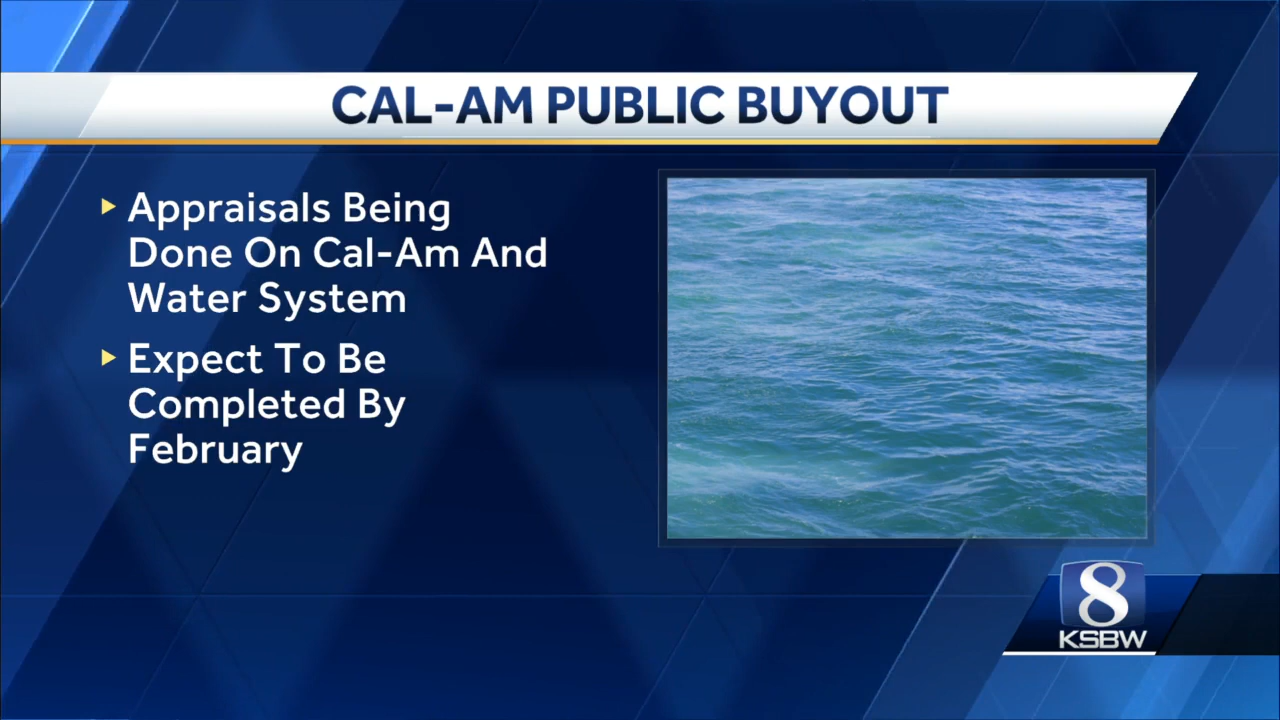 CAL-AM PUBLIC BUYOUT
Appraisals Being
Done On Cal-Am And
Water System
Expect To Be
Completed By
February
8
KSBW